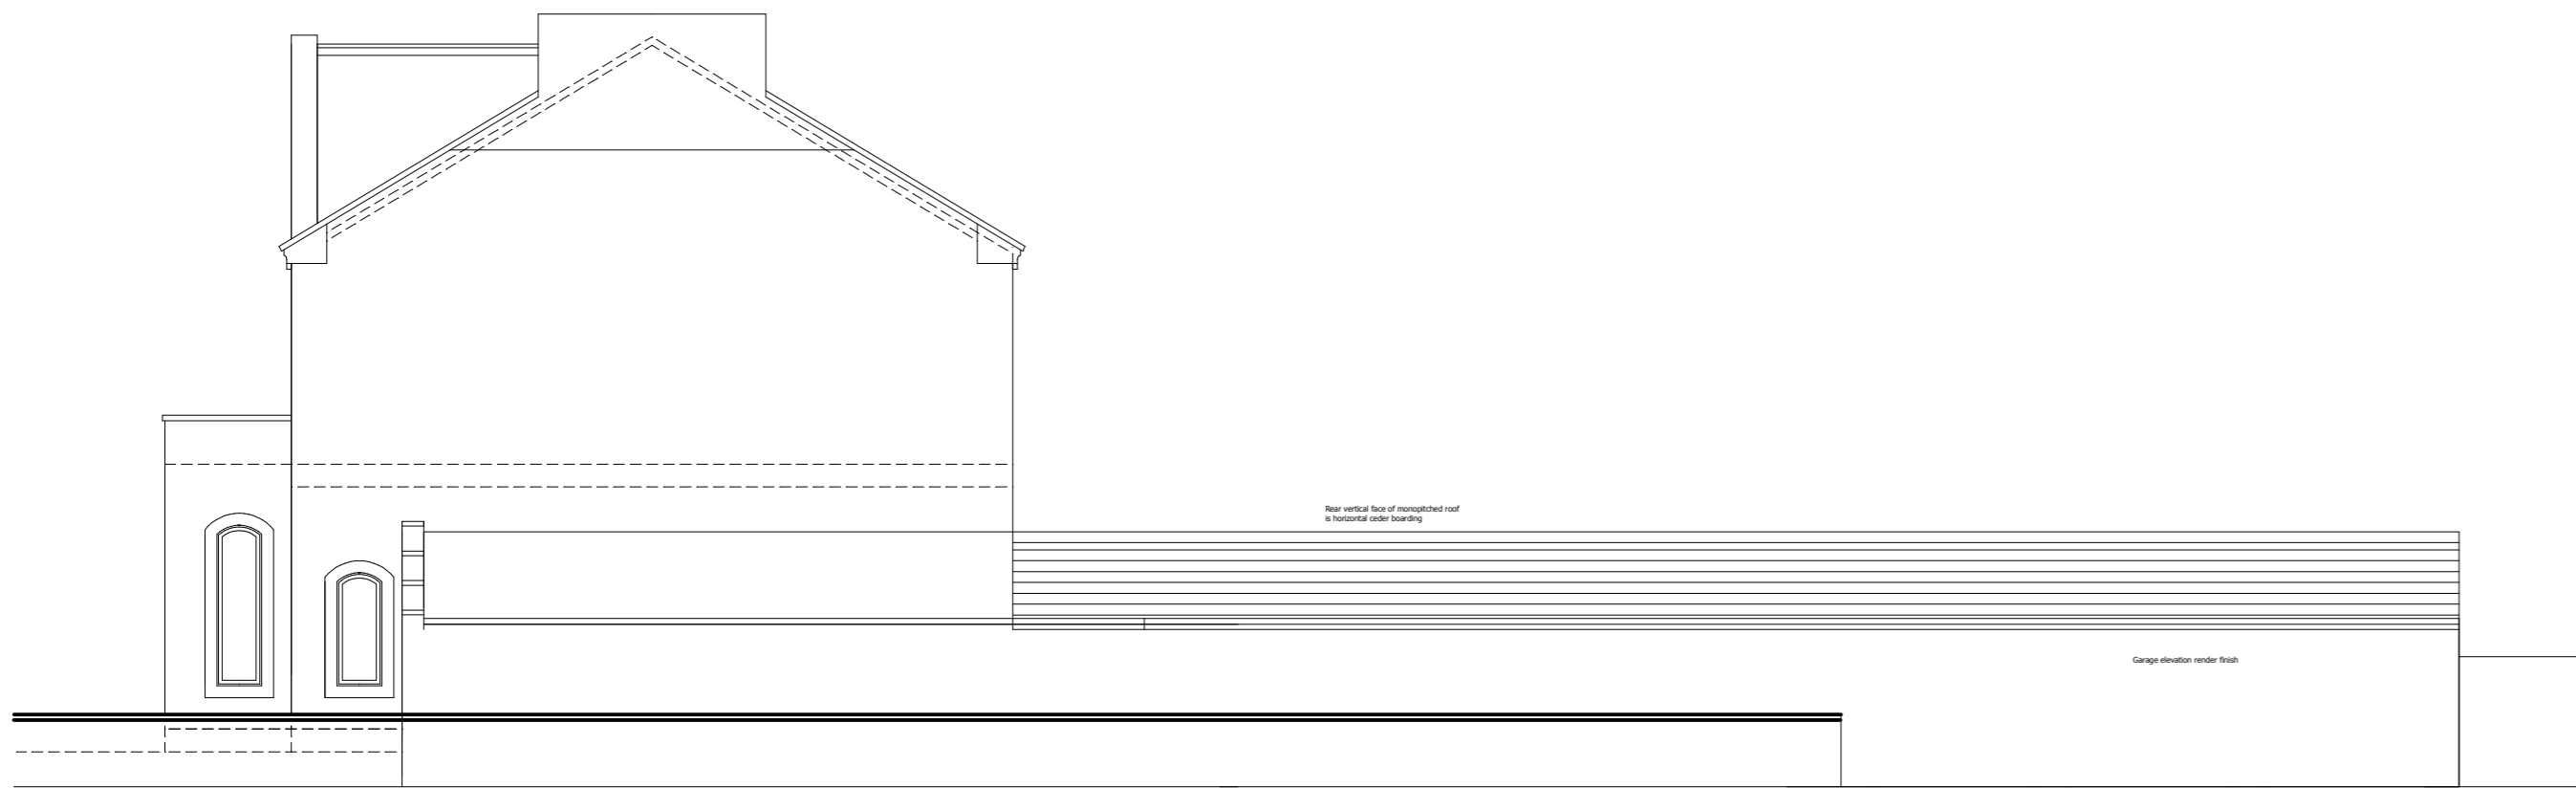 Rear vertical face of monopitched roof
is horizontal ceder boarding
Garage elevation render finish